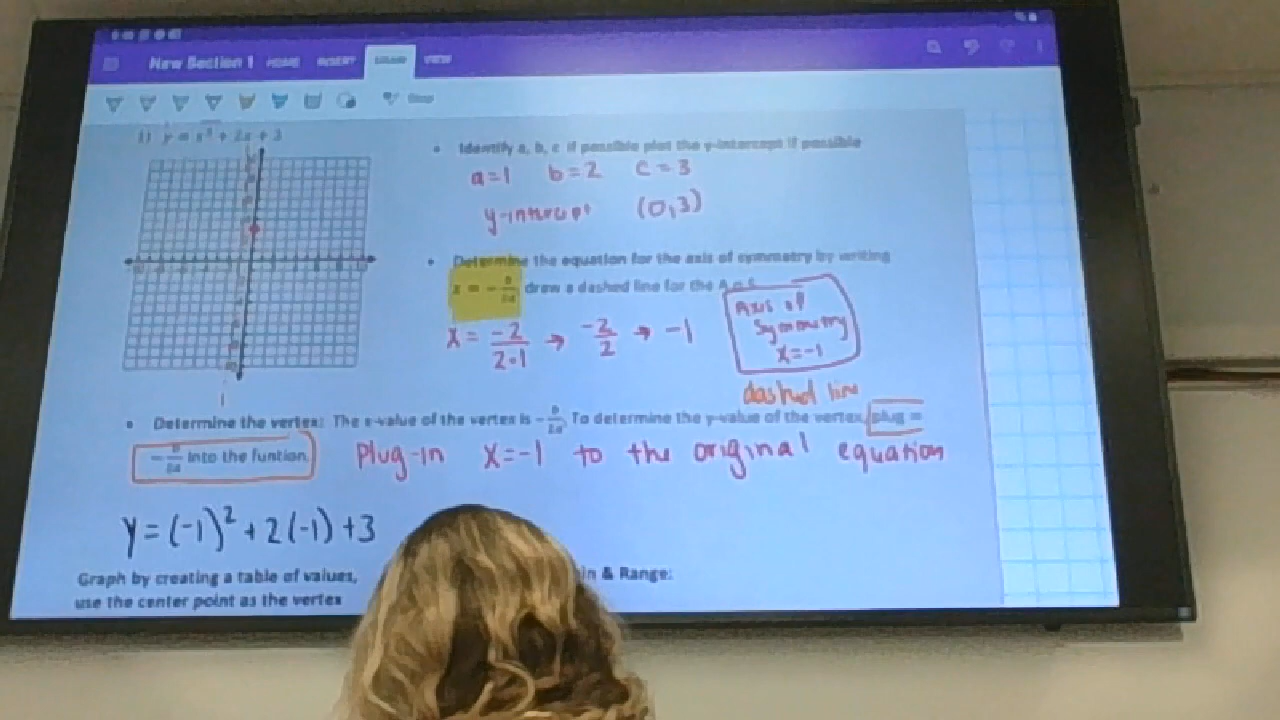 New Section 1 HOME INSERT DRAW VIEW
1) y = x² + 2x + 3
• Identify a, b, c if possible plot the y-intercept if possible
a=1 b=2 c=3
y-intercept (0,3)
• Determine the equation for the axis of symmetry by writing
x = -b/2a draw a dashed line for the A.o.S.
x = -2/2·1 → -2/2 → -1
Axis of
Symmetry
x=-1
dashed line
• Determine the vertex: The x-value of the vertex is -b/2a. To determine the y-value of the vertex, plug =
-b/2a into the funtion.
Plug-in x=-1 to the original equation
y=(-1)²+2(-1)+3
Graph by creating a table of values, in & Range:
use the center point as the vertex